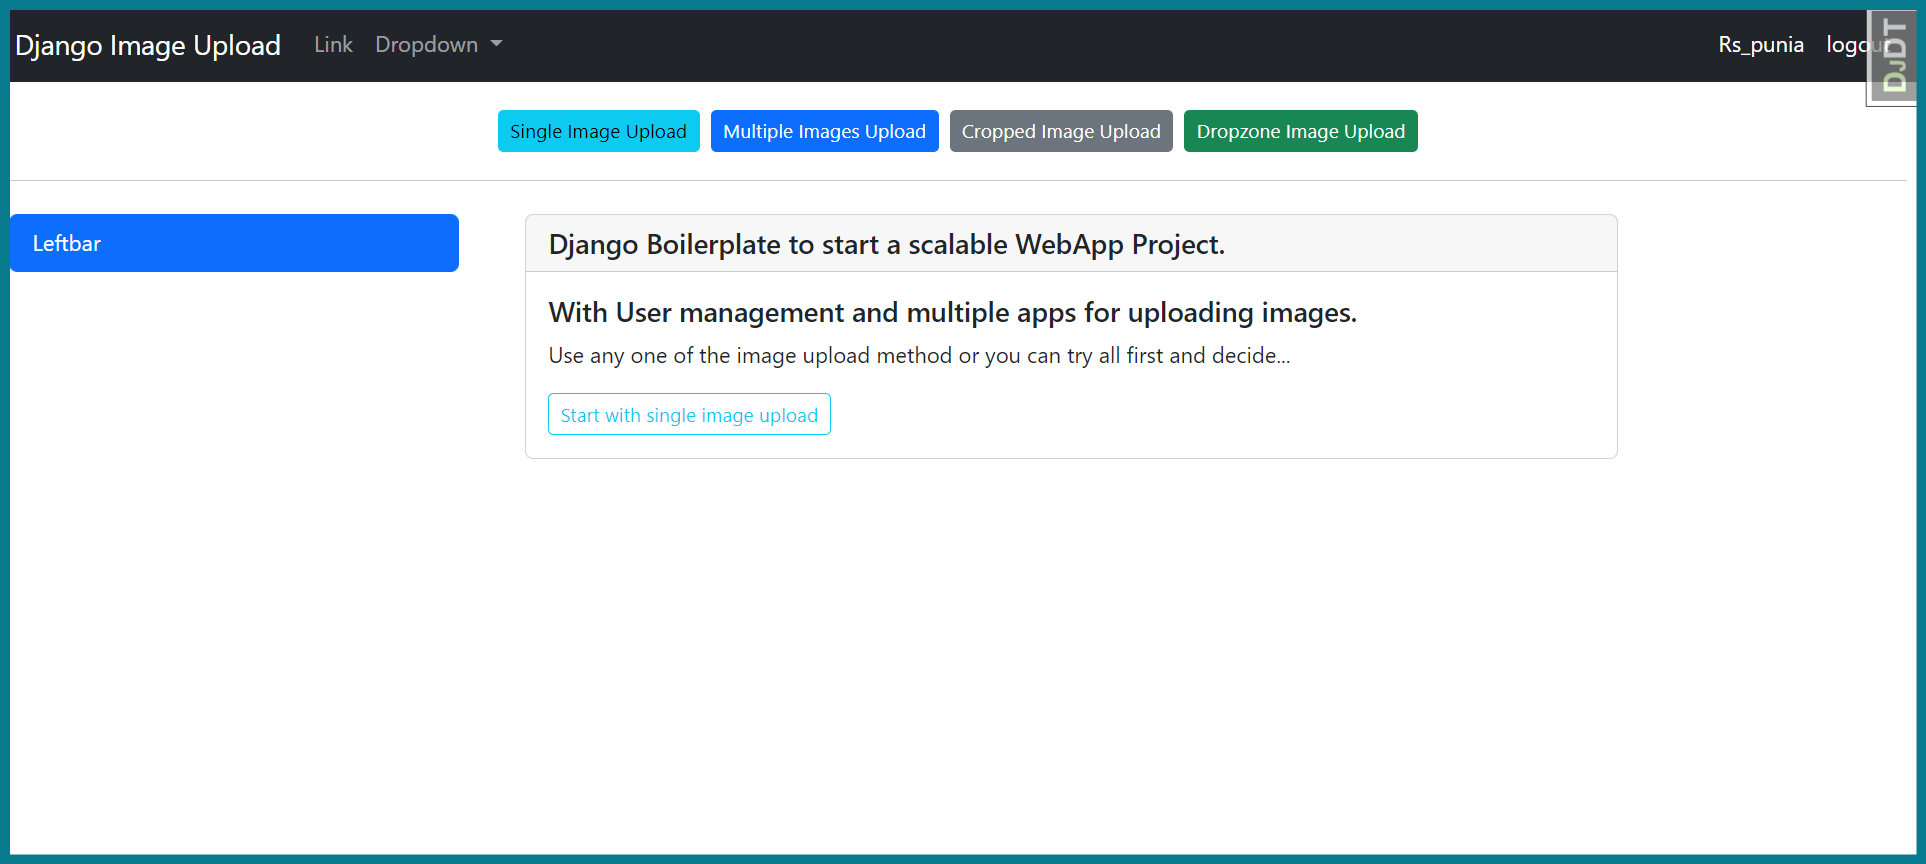 Django Image Upload Link Dropdown Rs_punia logout
DjDT
Single Image Upload Multiple Images Upload Cropped Image Upload Dropzone Image Upload
Leftbar
Django Boilerplate to start a scalable WebApp Project.
With User management and multiple apps for uploading images.
Use any one of the image upload method or you can try all first and decide...
Start with single image upload